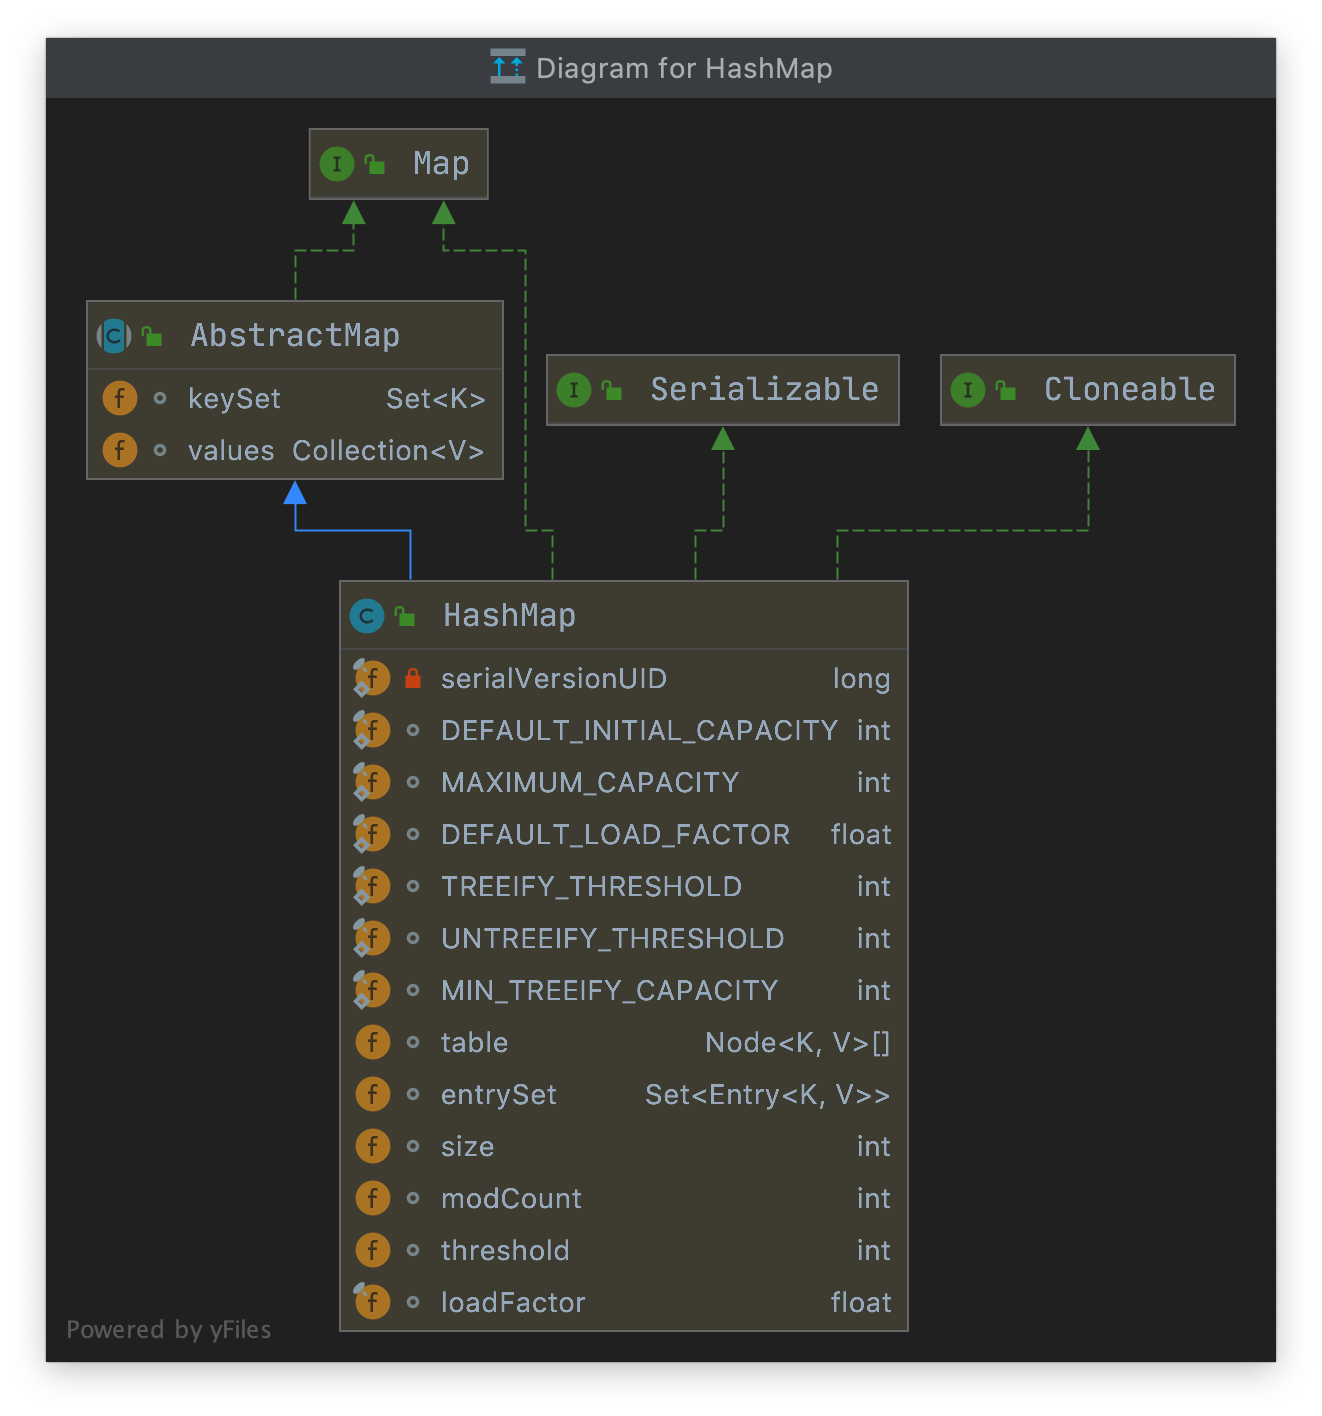 Diagram for HashMap
I Map
C AbstractMap
f keySet Set<K>
f values Collection<V>
I Serializable
I Cloneable
C HashMap
f serialVersionUID long
f DEFAULT_INITIAL_CAPACITY int
f MAXIMUM_CAPACITY int
f DEFAULT_LOAD_FACTOR float
f TREEIFY_THRESHOLD int
f UNTREEIFY_THRESHOLD int
f MIN_TREEIFY_CAPACITY int
f table Node<K, V>[]
f entrySet Set<Entry<K, V>>
f size int
f modCount int
f threshold int
f loadFactor float
Powered by yFiles